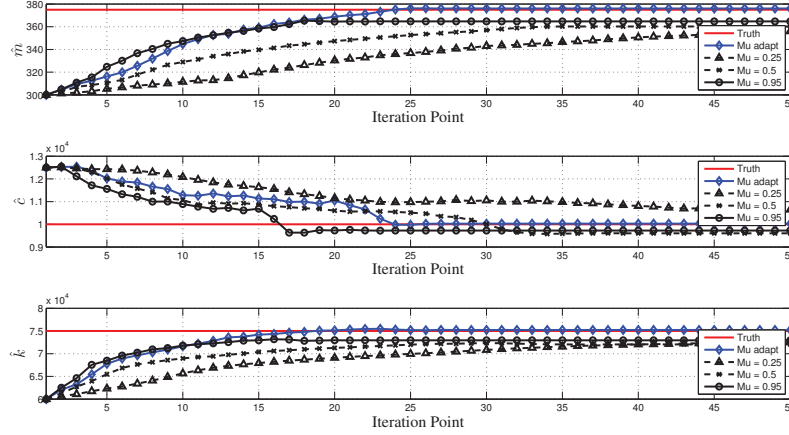 380
360
340
320
300
m̂
5 10 15 20 25 30 35 40 45 50
Iteration Point
Truth
Mu adapt
Mu = 0.25
Mu = 0.5
Mu = 0.95
x 10⁴
1.3
1.2
1.1
1
0.9
ĉ
5 10 15 20 25 30 35 40 45 50
Iteration Point
Truth
Mu adapt
Mu = 0.25
Mu = 0.5
Mu = 0.95
x 10⁴
8
7.5
7
6.5
6
k̂
5 10 15 20 25 30 35 40 45 50
Iteration Point
Truth
Mu adapt
Mu = 0.25
Mu = 0.5
Mu = 0.95